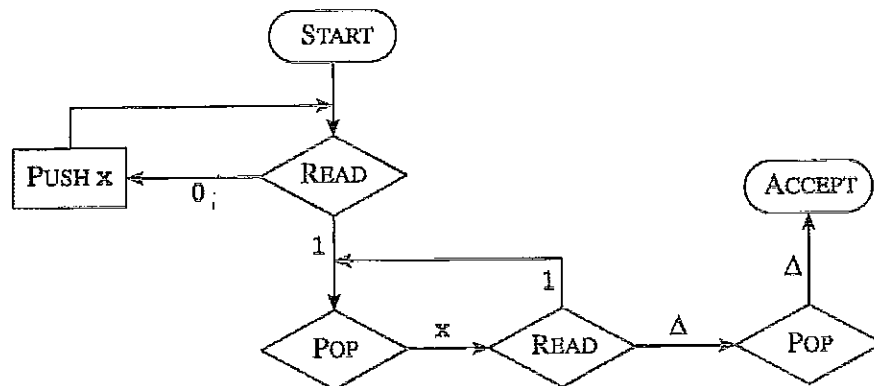 START
PUSH x
READ
0
ACCEPT
1
1
Δ
POP
x
READ
Δ
POP